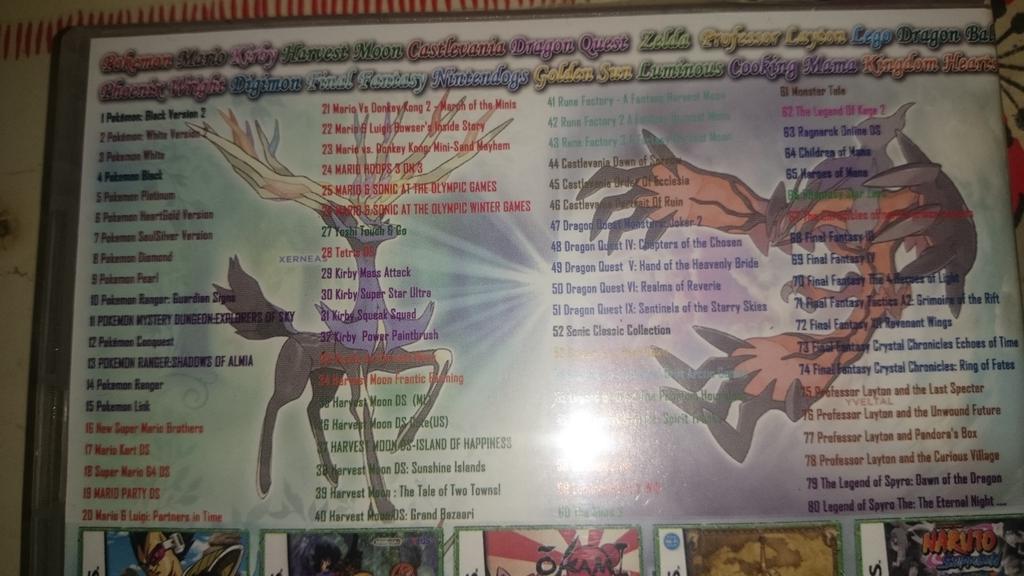 Pokemon Mario Kirby Harvest Moon Castlevania Dragon Quest Zelda Professor Layton Lego Dragon Bal
Phoenix Wright Digimon Final Fantasy Nintendogs Golden Sun Luminous Cooking Mama Kingdom Hearts
1 Pokémon: Black Version 2
2 Pokémon: White Version
3 Pokemon White
4 Pokemon Black
5 Pokemon Platinum
6 Pokemon HeartGold Version
7 Pokemon SoulSilver Version
8 Pokemon Diamond
9 Pokemon Pearl
10 Pokemon Ranger: Guardian Signs
11 POKEMON MYSTERY DUNGEON-EXPLORERS OF SKY
12 Pokemon Conquest
13 POKEMON RANGER:SHADOWS OF ALMIA
14 Pokemon Ranger
15 Pokemon Link
16 New Super Mario Brothers
17 Mario Kart DS
18 Super Mario 64 DS
19 MARIO PARTY DS
20 Mario & Luigi: Partners in Time
21 Mario Vs Donkey Kong 2 - March of the Minis
22 Mario & Luigi Bowser's Inside Story
23 Mario vs. Donkey Kong: Mini-Sand Mayhem
24 MARIO HOOPS 3 ON 3
25 MARIO & SONIC AT THE OLYMPIC GAMES
26 MARIO & SONIC AT THE OLYMPIC WINTER GAMES
27 Yoshi Touch & Go
28 Tetris DS
29 Kirby Mass Attack
30 Kirby Super Star Ultra
31 Kirby Squeak Squad
32 Kirby Power Paintbrush
34 Harvest Moon Frantic Farming
35 Harvest Moon DS
36 Harvest Moon DS Cute(US)
37 HARVEST MOON DS-ISLAND OF HAPPINESS
38 Harvest Moon DS: Sunshine Islands
39 Harvest Moon : The Tale of Two Towns!
40 Harvest Moon DS: Grand Bazaari
41 Rune Factory - A Fantasy Harvest Moon
42 Rune Factory 2 A Fantasy Harvest Moon
43 Rune Factory 3 A Fantasy Harvest Moon
44 Castlevania Dawn of Sorrow
45 Castlevania Order Of Ecclesia
46 Castlevania Portrait Of Ruin
47 Dragon Quest Monsters: Joker 2
48 Dragon Quest IV: Chapters of the Chosen
49 Dragon Quest V: Hand of the Heavenly Bride
50 Dragon Quest VI: Realms of Reverie
51 Dragon Quest IX: Sentinels of the Starry Skies
52 Sonic Classic Collection
60 The Sims 3
61 Monster Tale
62 The Legend Of Kage 2
63 Ragnarok Online DS
64 Children of Mana
65 Heroes of Mana
68 Final Fantasy III
69 Final Fantasy IV
70 Final Fantasy The 4 Heroes of Light
71 Final Fantasy Tactics A2: Grimoire of the Rift
72 Final Fantasy XII Revenant Wings
73 Final Fantasy Crystal Chronicles Echoes of Time
74 Final Fantasy Crystal Chronicles: Ring of Fates
75 Professor Layton and the Last Specter
76 Professor Layton and the Unwound Future
77 Professor Layton and Pandora's Box
78 Professor Layton and the Curious Village
79 The Legend of Spyro: Dawn of the Dragon
80 Legend of Spyro The: The Eternal Night ....
XERNEAS
YVELTAL
ŌKAMI
NARUTO